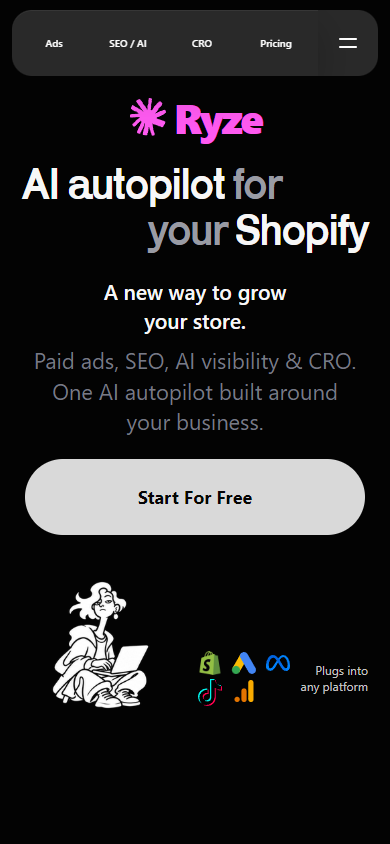 Ads SEO / AI CRO Pricing
Ryze
AI autopilot for
your Shopify
A new way to grow
your store.
Paid ads, SEO, AI visibility & CRO.
One AI autopilot built around
your business.
Start For Free
Plugs into
any platform